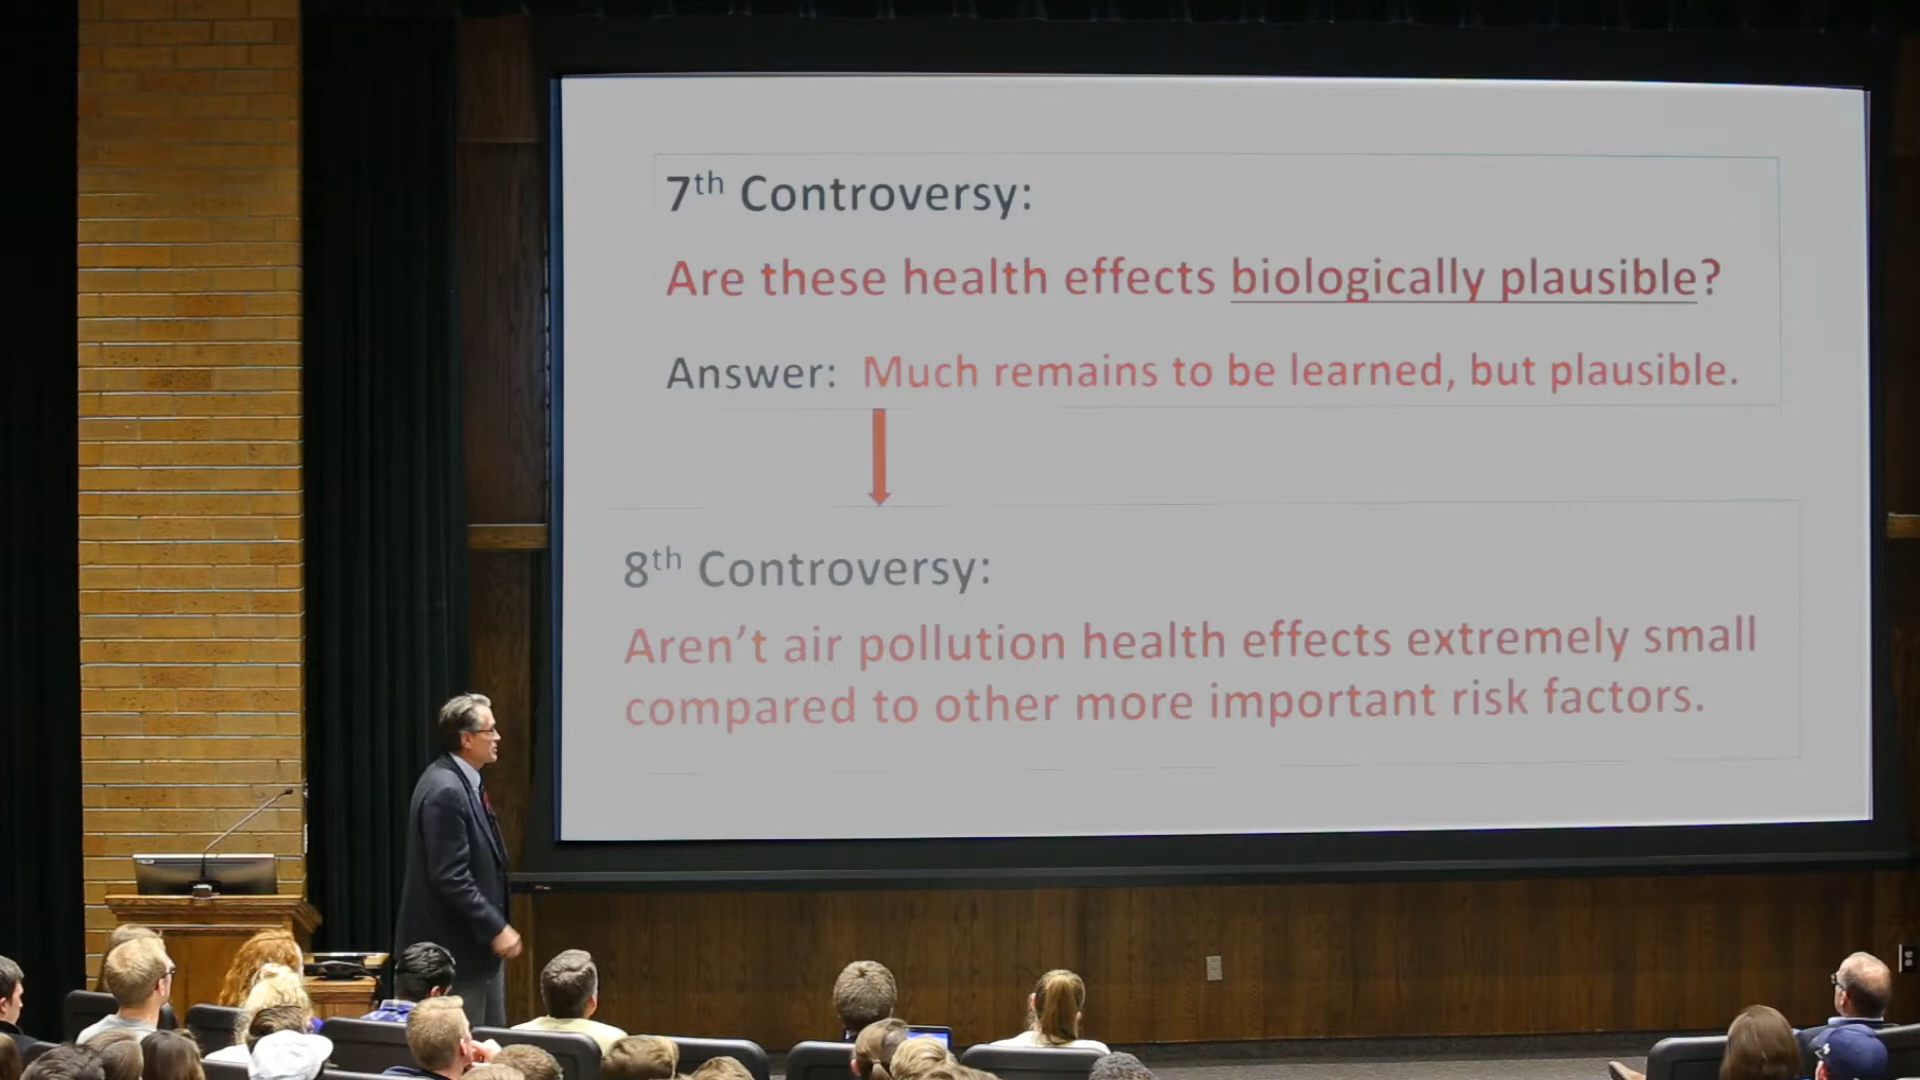 7th Controversy:
Are these health effects biologically plausible?
Answer: Much remains to be learned, but plausible.
8th Controversy:
Aren't air pollution health effects extremely small
compared to other more important risk factors.